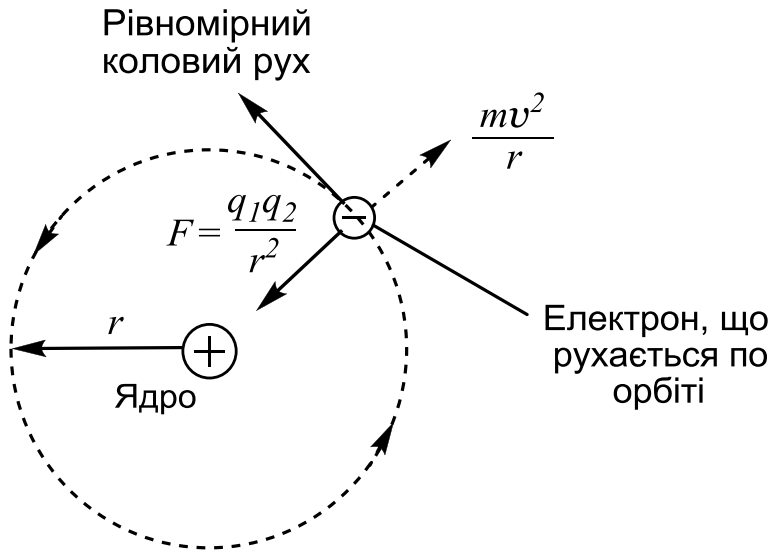 Рівномірний
коловий рух
mv²/r
F = q₁q₂/r²
r
Ядро
Електрон, що
рухається по
орбіті